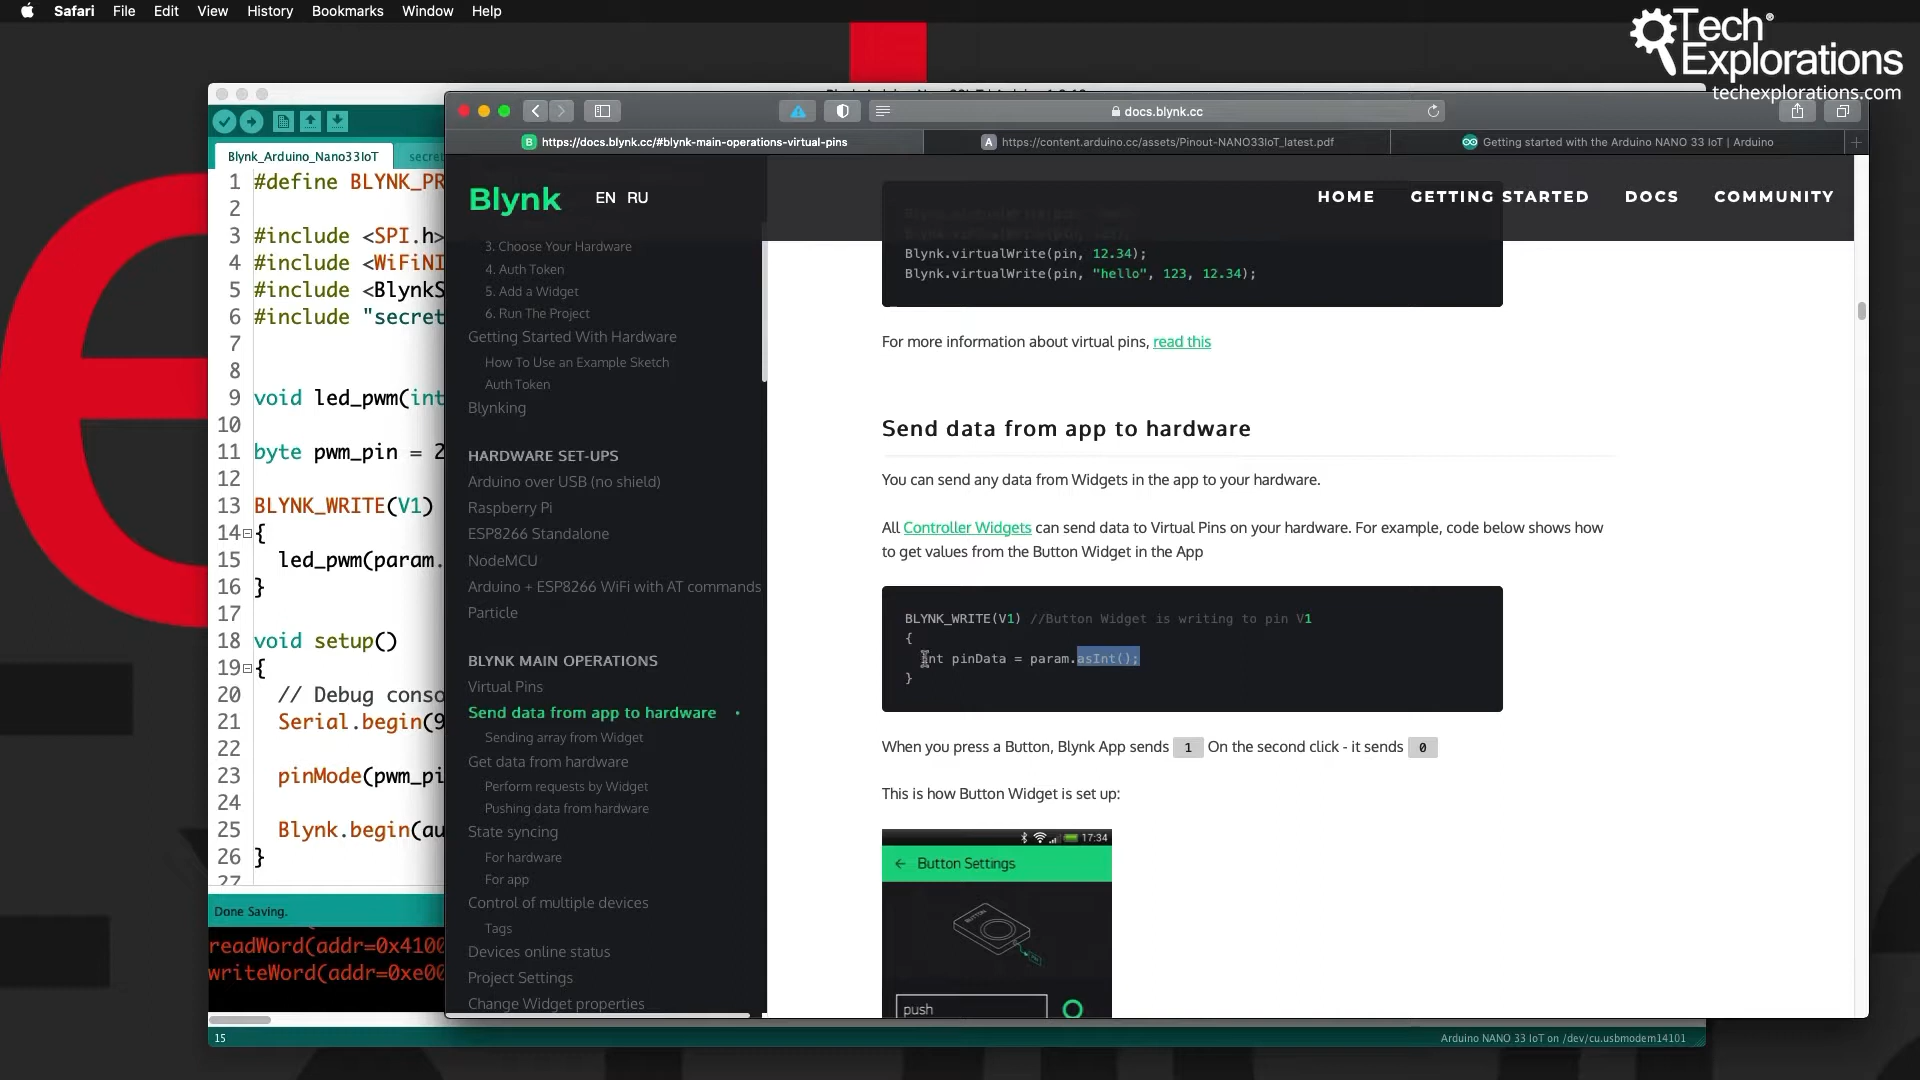 Safari File Edit View History Bookmarks Window Help
Tech®
Explorations
techexplorations.com
docs.blynk.cc
https://docs.blynk.cc/#blynk-main-operations-virtual-pins
https://content.arduino.cc/assets/Pinout-NANO33IoT_latest.pdf
Getting started with the Arduino NANO 33 IoT | Arduino
Blynk_Arduino_Nano33IoT
secret
1 #define BLYNK_PR
2
3 #include <SPI.h>
4 #include <WiFiNI
5 #include <BlynkS
6 #include "secret
7
8
9 void led_pwm(int
10
11 byte pwm_pin = 2
12
13 BLYNK_WRITE(V1)
14 {
15 led_pwm(param.
16 }
17
18 void setup()
19 {
20 // Debug conso
21 Serial.begin(9
22
23 pinMode(pwm_pi
24
25 Blynk.begin(au
26 }
27
Done Saving.
readWord(addr=0x4100
writeWord(addr=0xe00
15
Arduino NANO 33 IoT on /dev/cu.usbmodem14101
Blynk EN RU
HOME GETTING STARTED DOCS COMMUNITY
3. Choose Your Hardware
4. Auth Token
5. Add a Widget
6. Run The Project
Getting Started With Hardware
How To Use an Example Sketch
Auth Token
Blynking
HARDWARE SET-UPS
Arduino over USB (no shield)
Raspberry Pi
ESP8266 Standalone
NodeMCU
Arduino + ESP8266 WiFi with AT commands
Particle
BLYNK MAIN OPERATIONS
Virtual Pins
Send data from app to hardware
Sending array from Widget
Get data from hardware
Perform requests by Widget
Pushing data from hardware
State syncing
For hardware
For app
Control of multiple devices
Tags
Devices online status
Project Settings
Change Widget properties
Blynk.virtualWrite(pin, 12.34);
Blynk.virtualWrite(pin, "hello", 123, 12.34);
For more information about virtual pins, read this
Send data from app to hardware
You can send any data from Widgets in the app to your hardware.
All Controller Widgets can send data to Virtual Pins on your hardware. For example, code below shows how
to get values from the Button Widget in the App
BLYNK_WRITE(V1) //Button Widget is writing to pin V1
{
int pinData = param.asInt();
}
When you press a Button, Blynk App sends 1 On the second click - it sends 0
This is how Button Widget is set up:
17:34
Button Settings
BUTTON
push